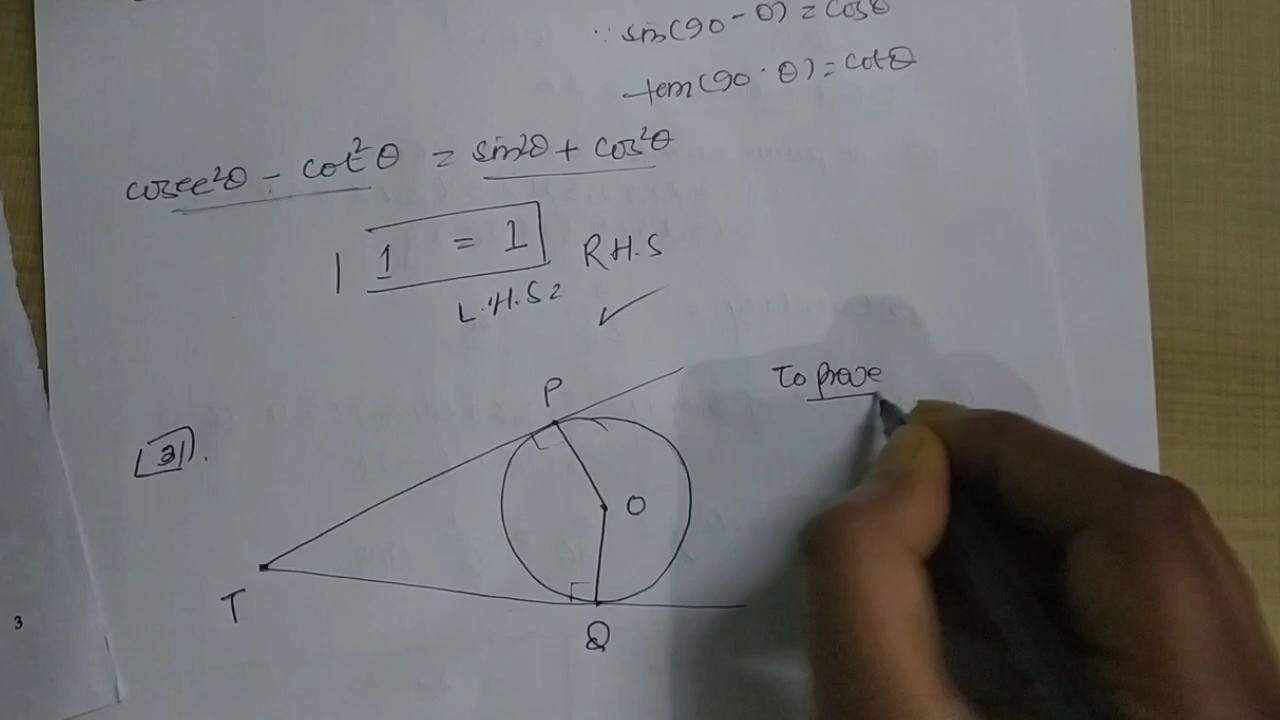 ∵ sin(90-θ) = cosθ
tan(90-θ) = cotθ
cosec²θ - cot²θ = sin²θ + cos²θ
1 = 1 R.H.S
L.H.S =
To prove
P
31).
O
T
Q
3